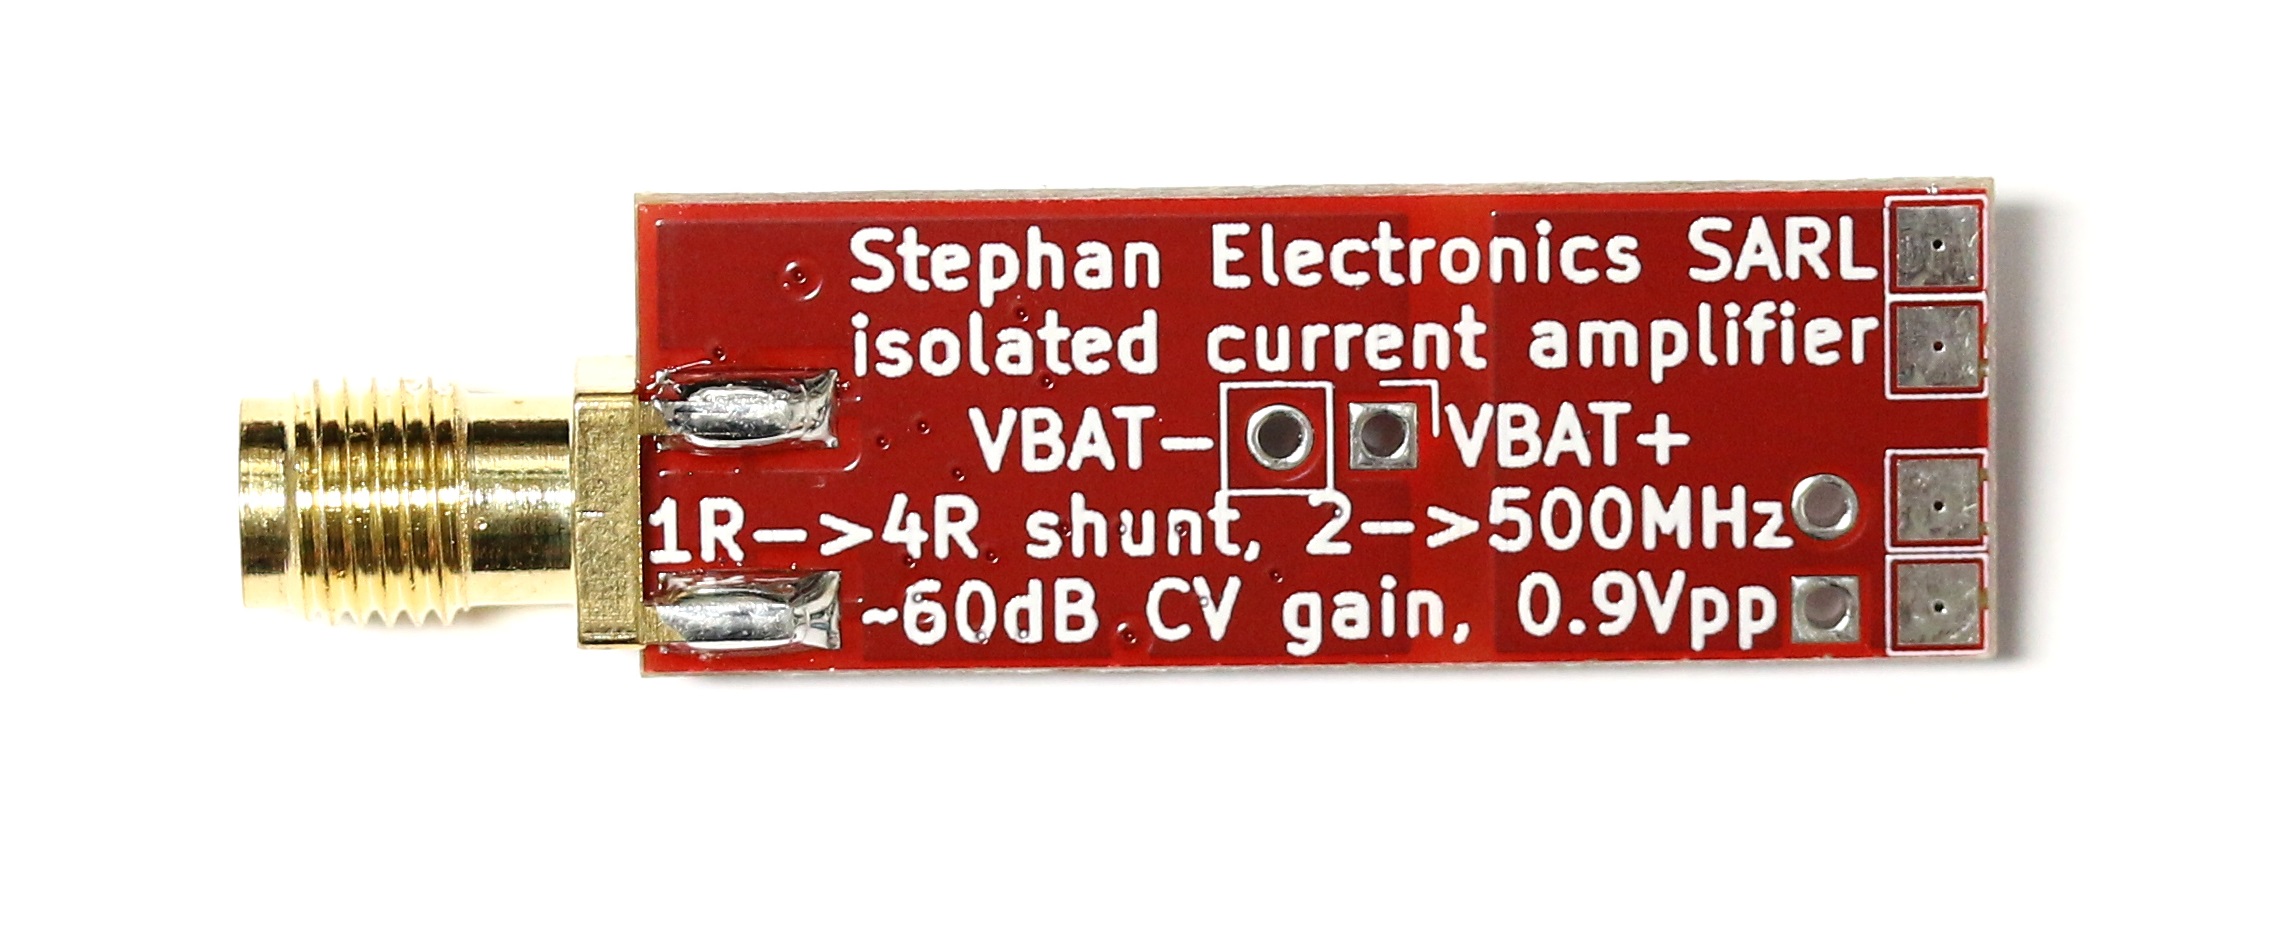 Stephan Electronics SARL
isolated current amplifier
VBAT- VBAT+
1R->4R shunt, 2->500MHz
~60dB CV gain, 0.9Vpp